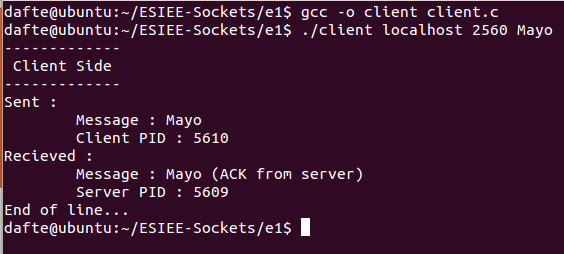 dafte@ubuntu:~/ESIEE-Sockets/e1$ gcc -o client client.c
dafte@ubuntu:~/ESIEE-Sockets/e1$ ./client localhost 2560 Mayo
-------------
 Client Side
-------------
Sent :
        Message : Mayo
        Client PID : 5610
Recieved :
        Message : Mayo (ACK from server)
        Server PID : 5609
End of line...
dafte@ubuntu:~/ESIEE-Sockets/e1$